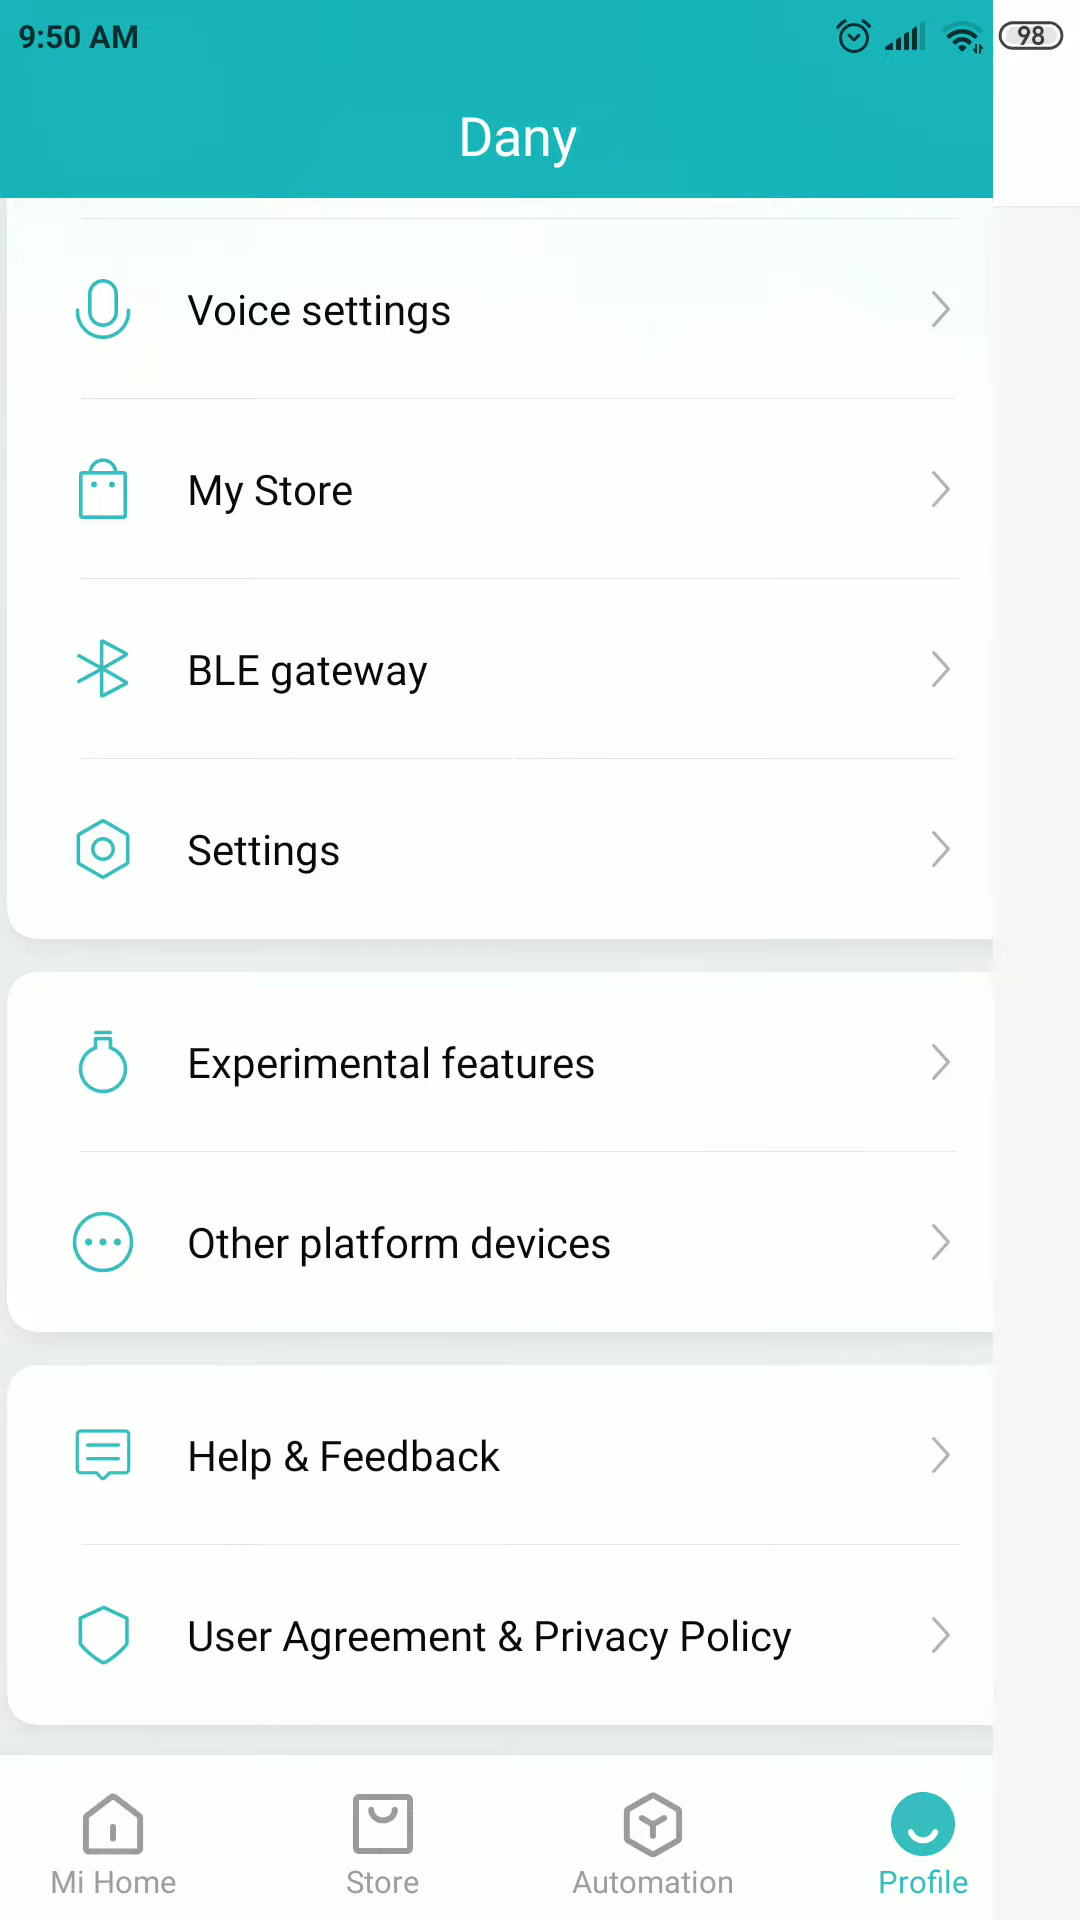 9:50 AM
98
Dany
Voice settings
My Store
BLE gateway
Settings
Experimental features
Other platform devices
Help & Feedback
User Agreement & Privacy Policy
Mi Home
Store
Automation
Profile